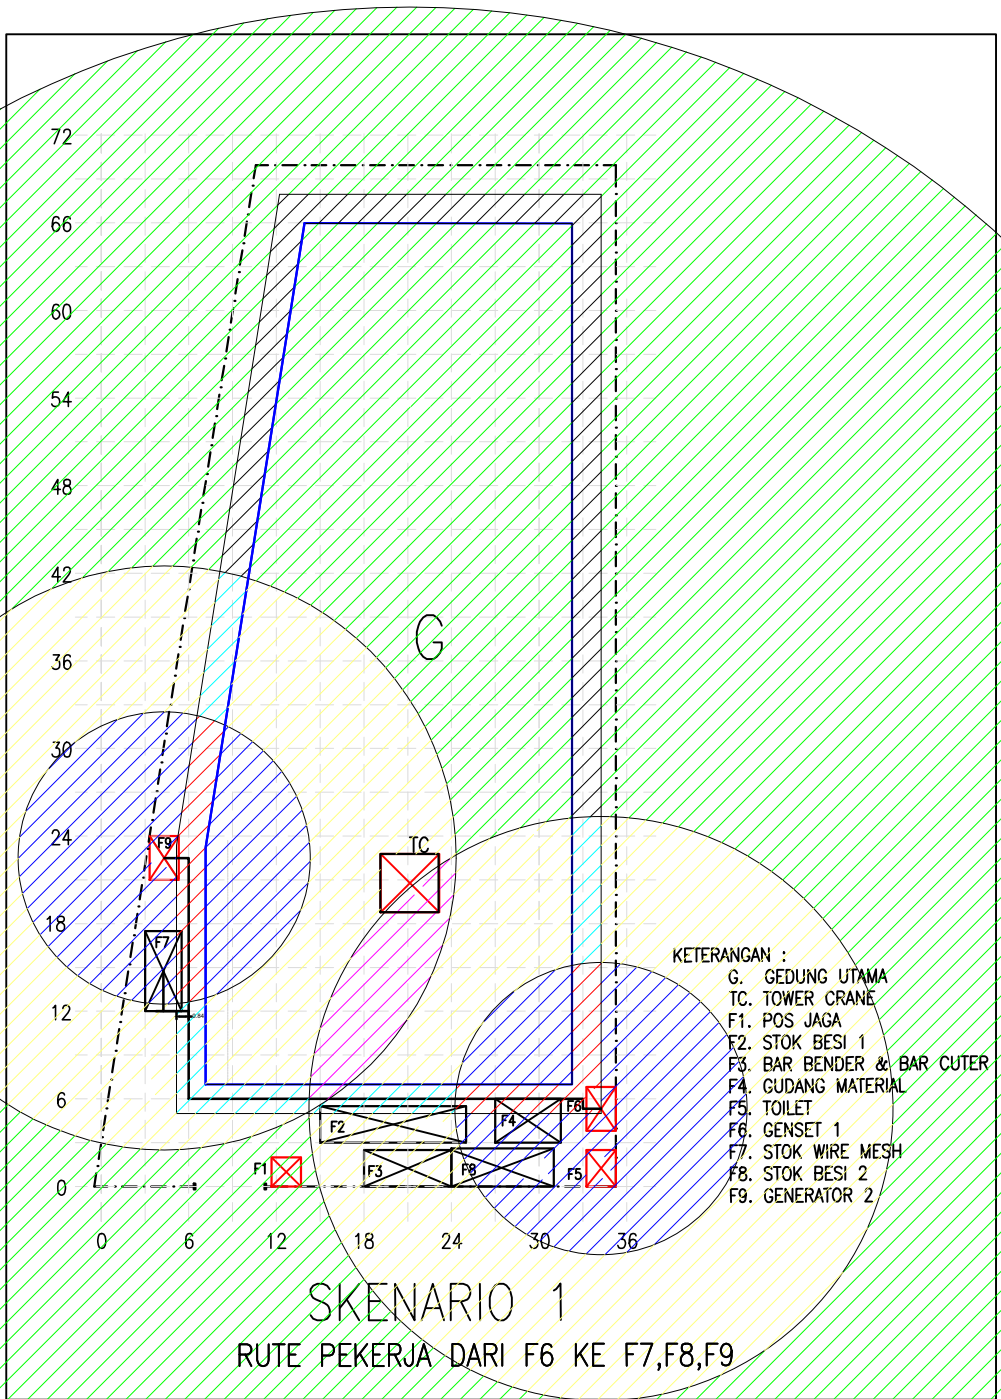 72
66
60
54
48
42
36
30
24
18
12
6
0
G
TC
F9
F7
F6
F2
F4
F1
F3
F8
F5
KETERANGAN :
G. GEDUNG UTAMA
TC. TOWER CRANE
F1. POS JAGA
F2. STOK BESI 1
F3. BAR BENDER & BAR CUTER
F4. GUDANG MATERIAL
F5. TOILET
F6. GENSET 1
F7. STOK WIRE MESH
F8. STOK BESI 2
F9. GENERATOR 2
0 6 12 18 24 30 36
SKENARIO 1
RUTE PEKERJA DARI F6 KE F7,F8,F9